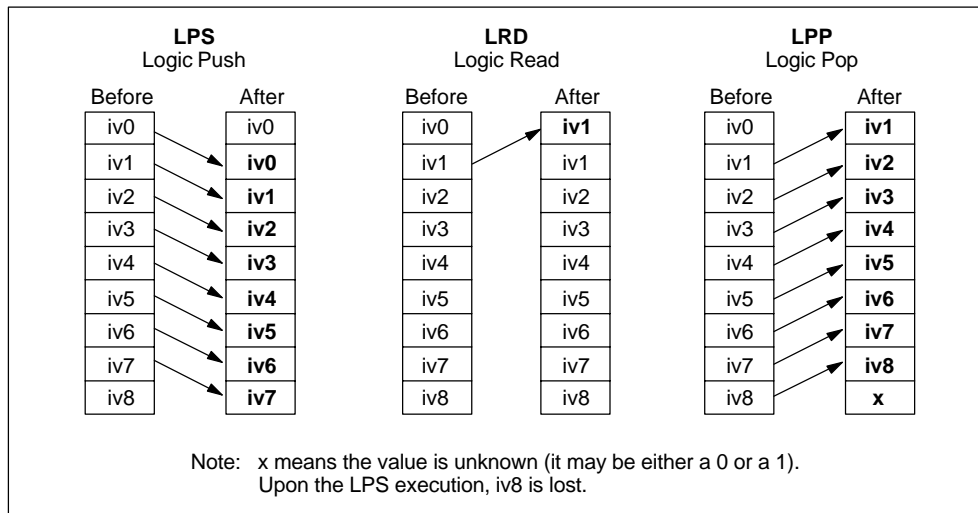 LPS LRD LPP
Logic Push Logic Read Logic Pop
Before After Before After Before After
iv0 iv0 iv0 iv1 iv0 iv1
iv1 iv0 iv1 iv1 iv1 iv2
iv2 iv1 iv2 iv2 iv2 iv3
iv3 iv2 iv3 iv3 iv3 iv4
iv4 iv3 iv4 iv4 iv4 iv5
iv5 iv4 iv5 iv5 iv5 iv6
iv6 iv5 iv6 iv6 iv6 iv7
iv7 iv6 iv7 iv7 iv7 iv8
iv8 iv7 iv8 iv8 iv8 x
Note: x means the value is unknown (it may be either a 0 or a 1).
Upon the LPS execution, iv8 is lost.